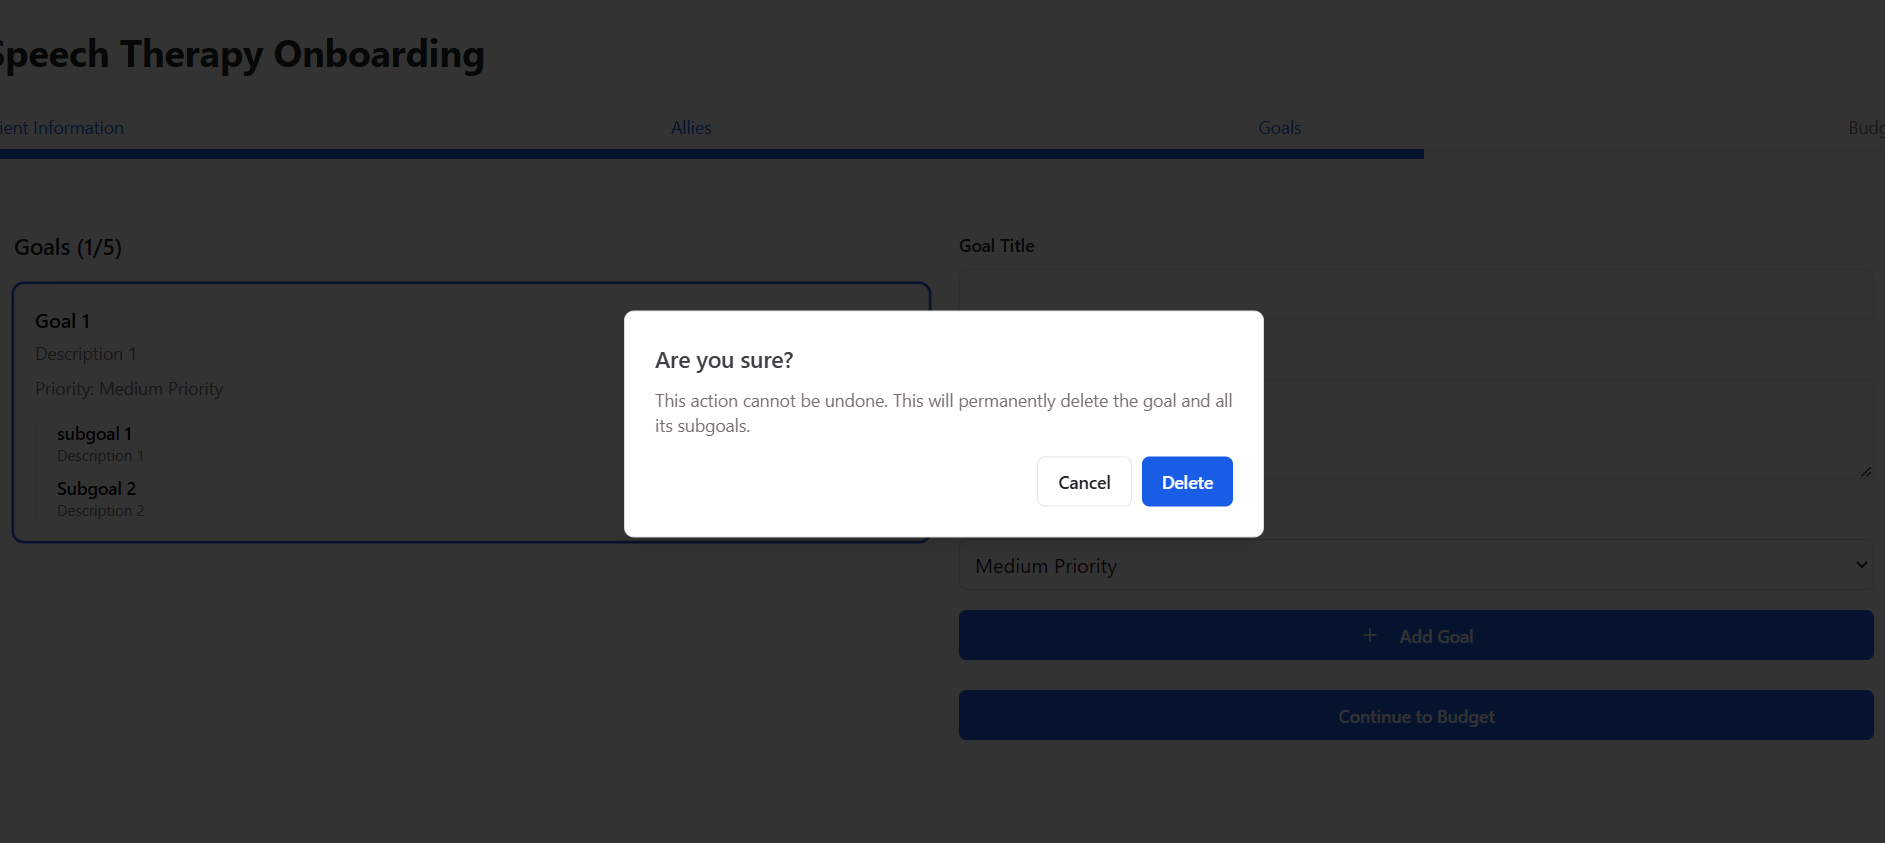 Speech Therapy Onboarding
ient Information
Allies
Goals
Budg
Goals (1/5)
Goal 1
Description 1
Priority: Medium Priority
subgoal 1
Description 1
Subgoal 2
Description 2
Goal Title
Are you sure?
This action cannot be undone. This will permanently delete the goal and all
its subgoals.
Cancel
Delete
Medium Priority
+ Add Goal
Continue to Budget